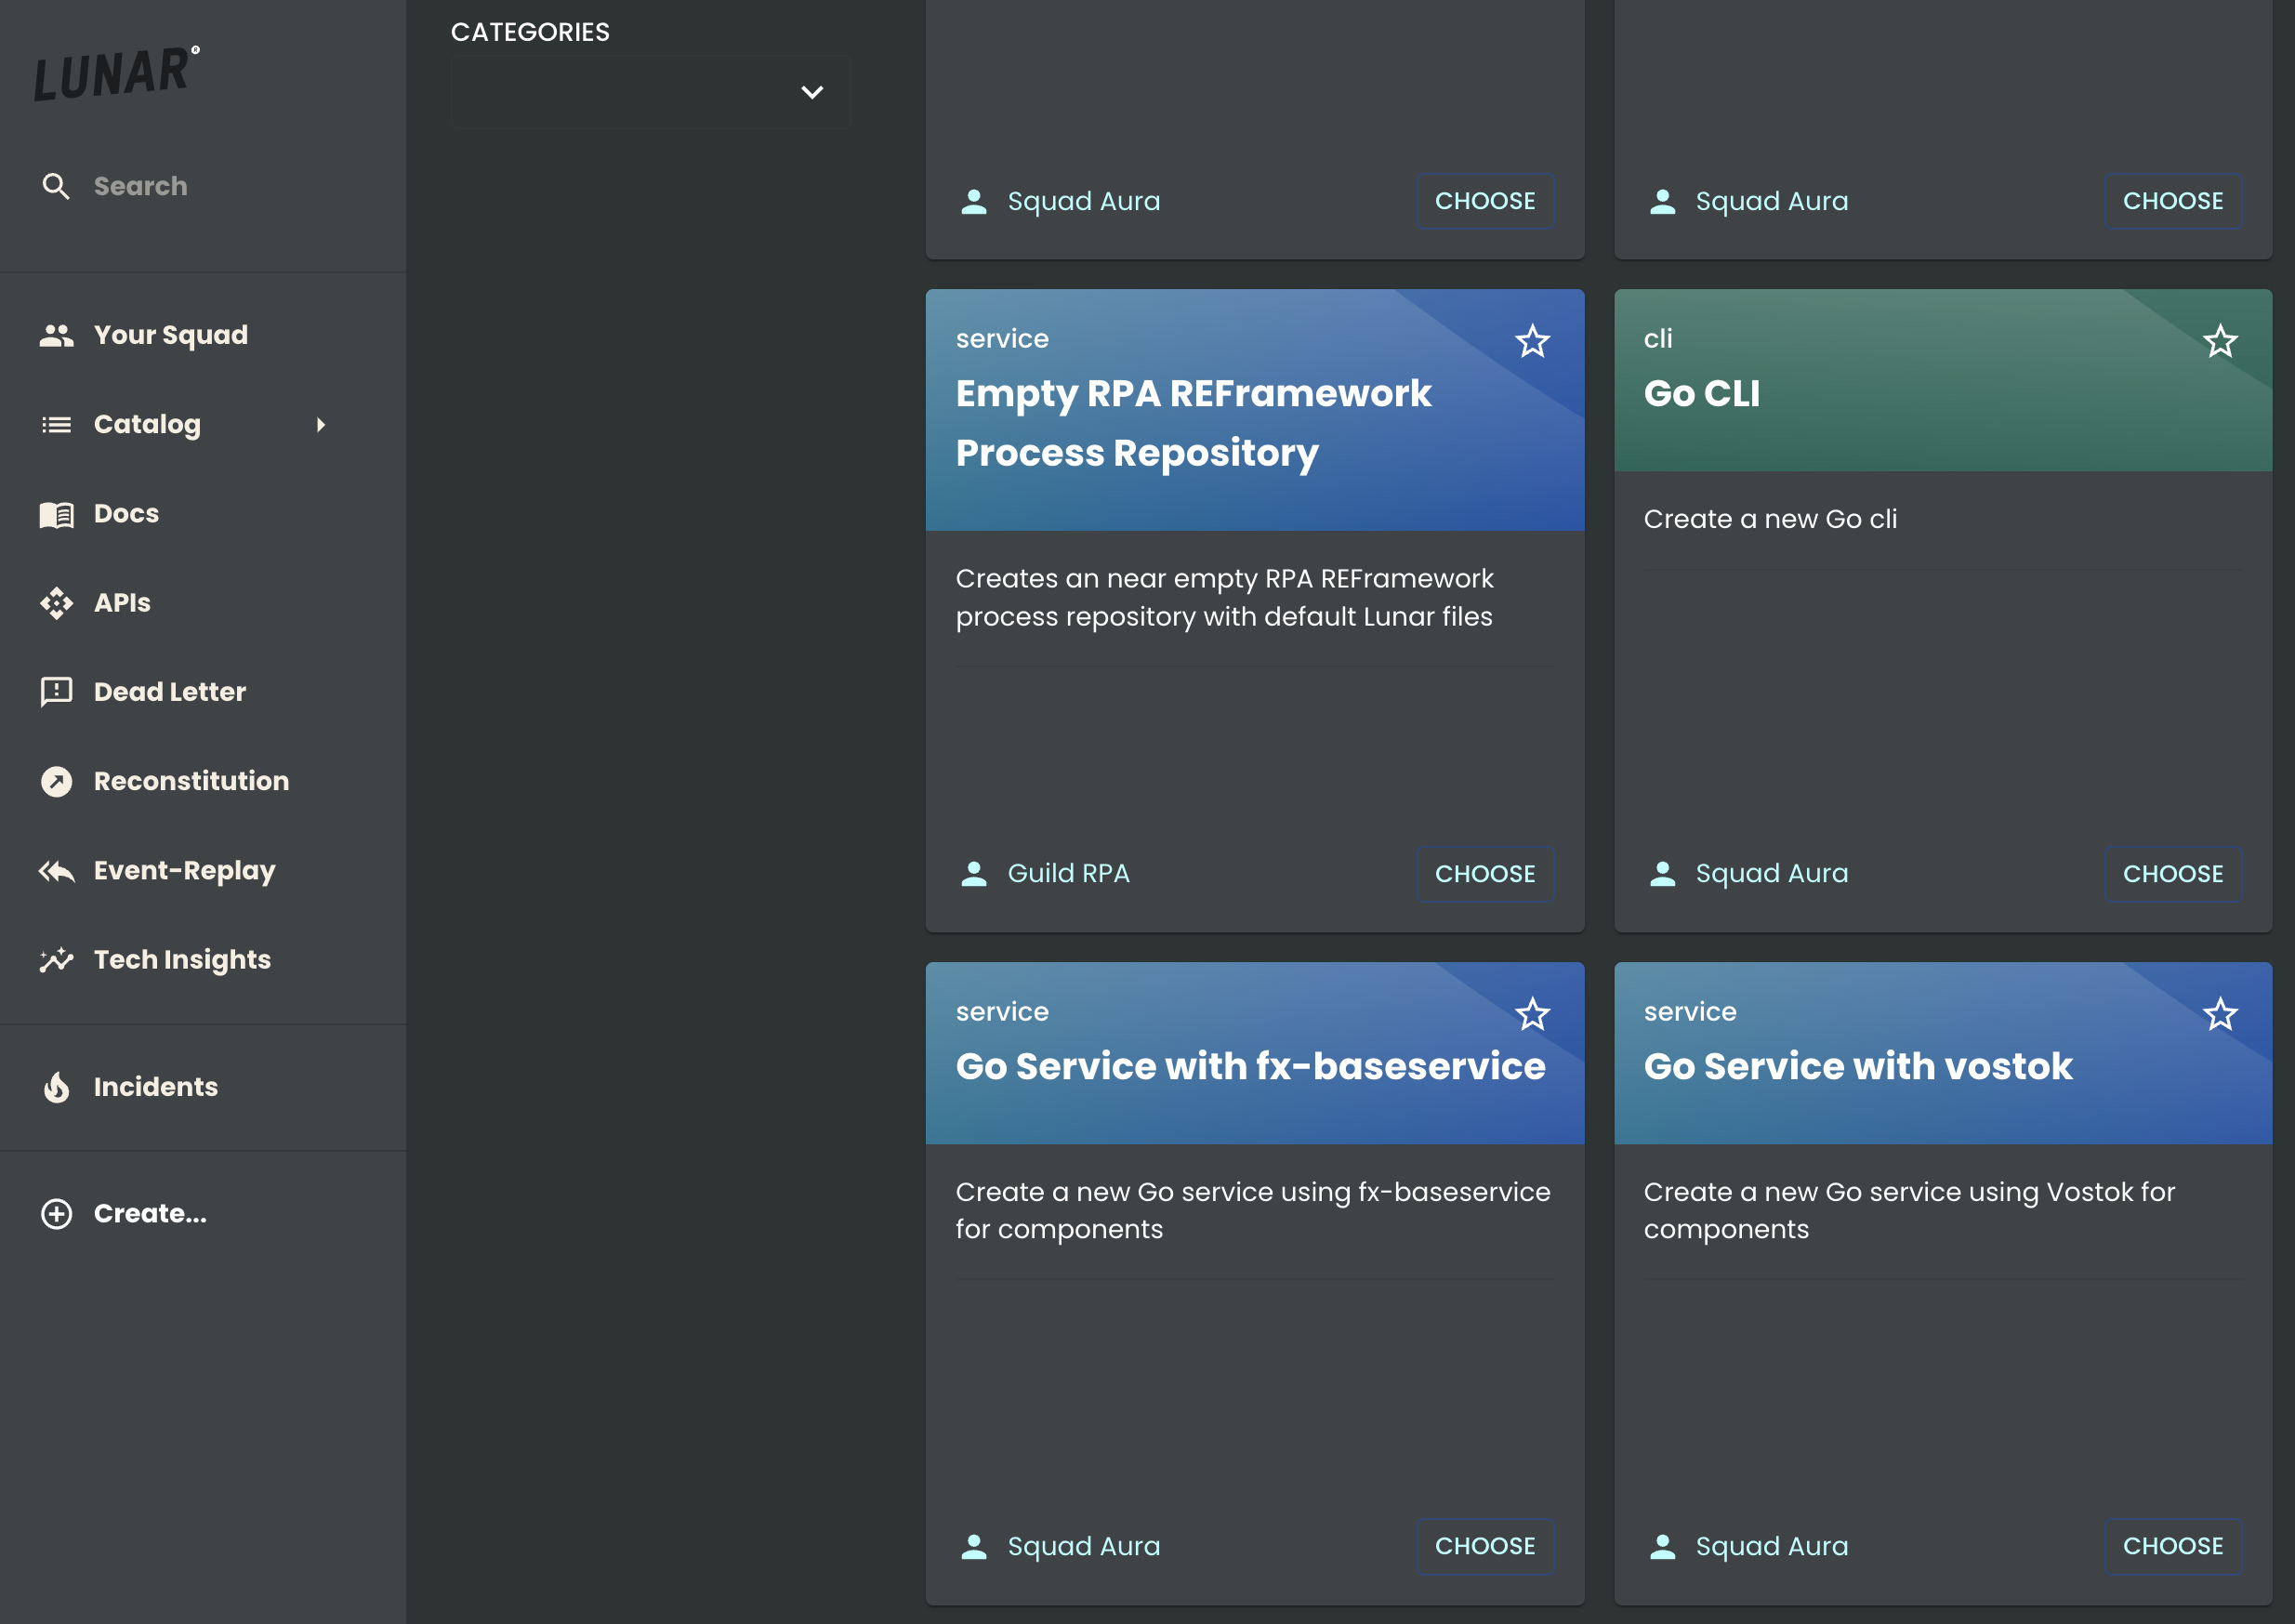 LUNAR®
Search
Your Squad
Catalog
Docs
APIs
Dead Letter
Reconstitution
Event-Replay
Tech Insights
Incidents
Create...
CATEGORIES
Squad Aura
CHOOSE
Squad Aura
CHOOSE
service
Empty RPA REFramework
Process Repository
Creates an near empty RPA REFramework
process repository with default Lunar files
Guild RPA
CHOOSE
cli
Go CLI
Create a new Go cli
Squad Aura
CHOOSE
service
Go Service with fx-baseservice
Create a new Go service using fx-baseservice
for components
Squad Aura
CHOOSE
service
Go Service with vostok
Create a new Go service using Vostok for
components
Squad Aura
CHOOSE